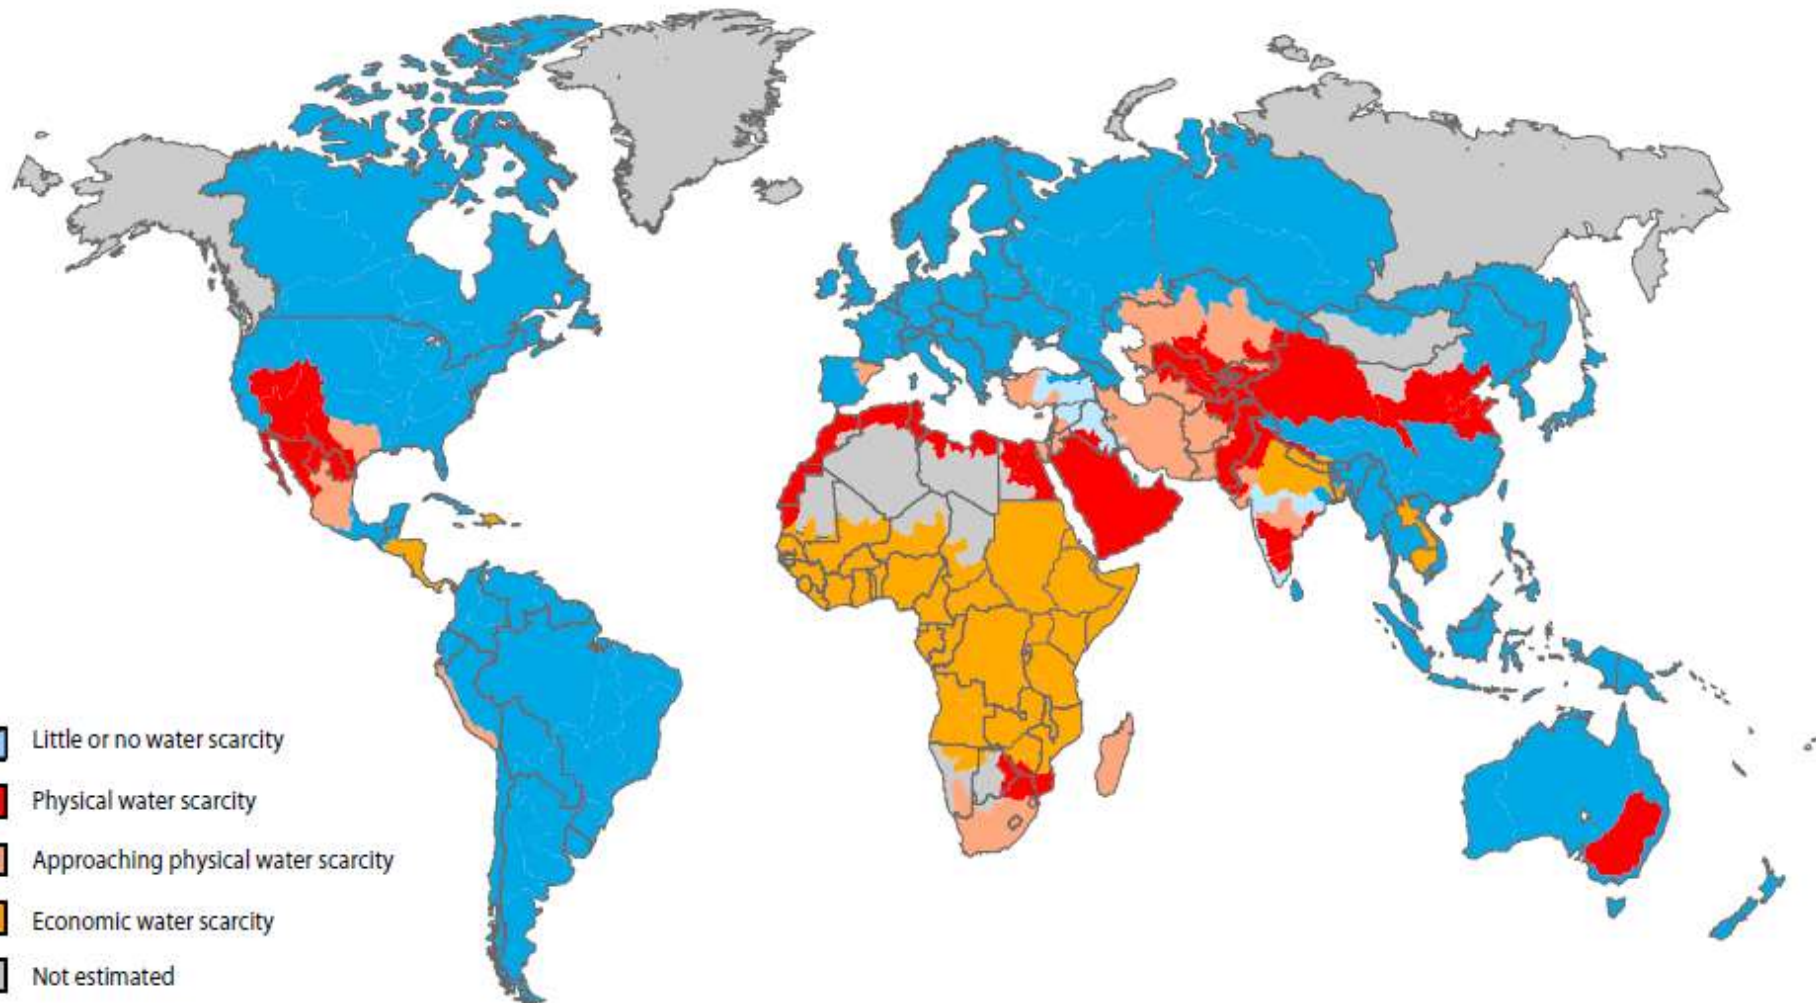 Little or no water scarcity
Physical water scarcity
Approaching physical water scarcity
Economic water scarcity
Not estimated